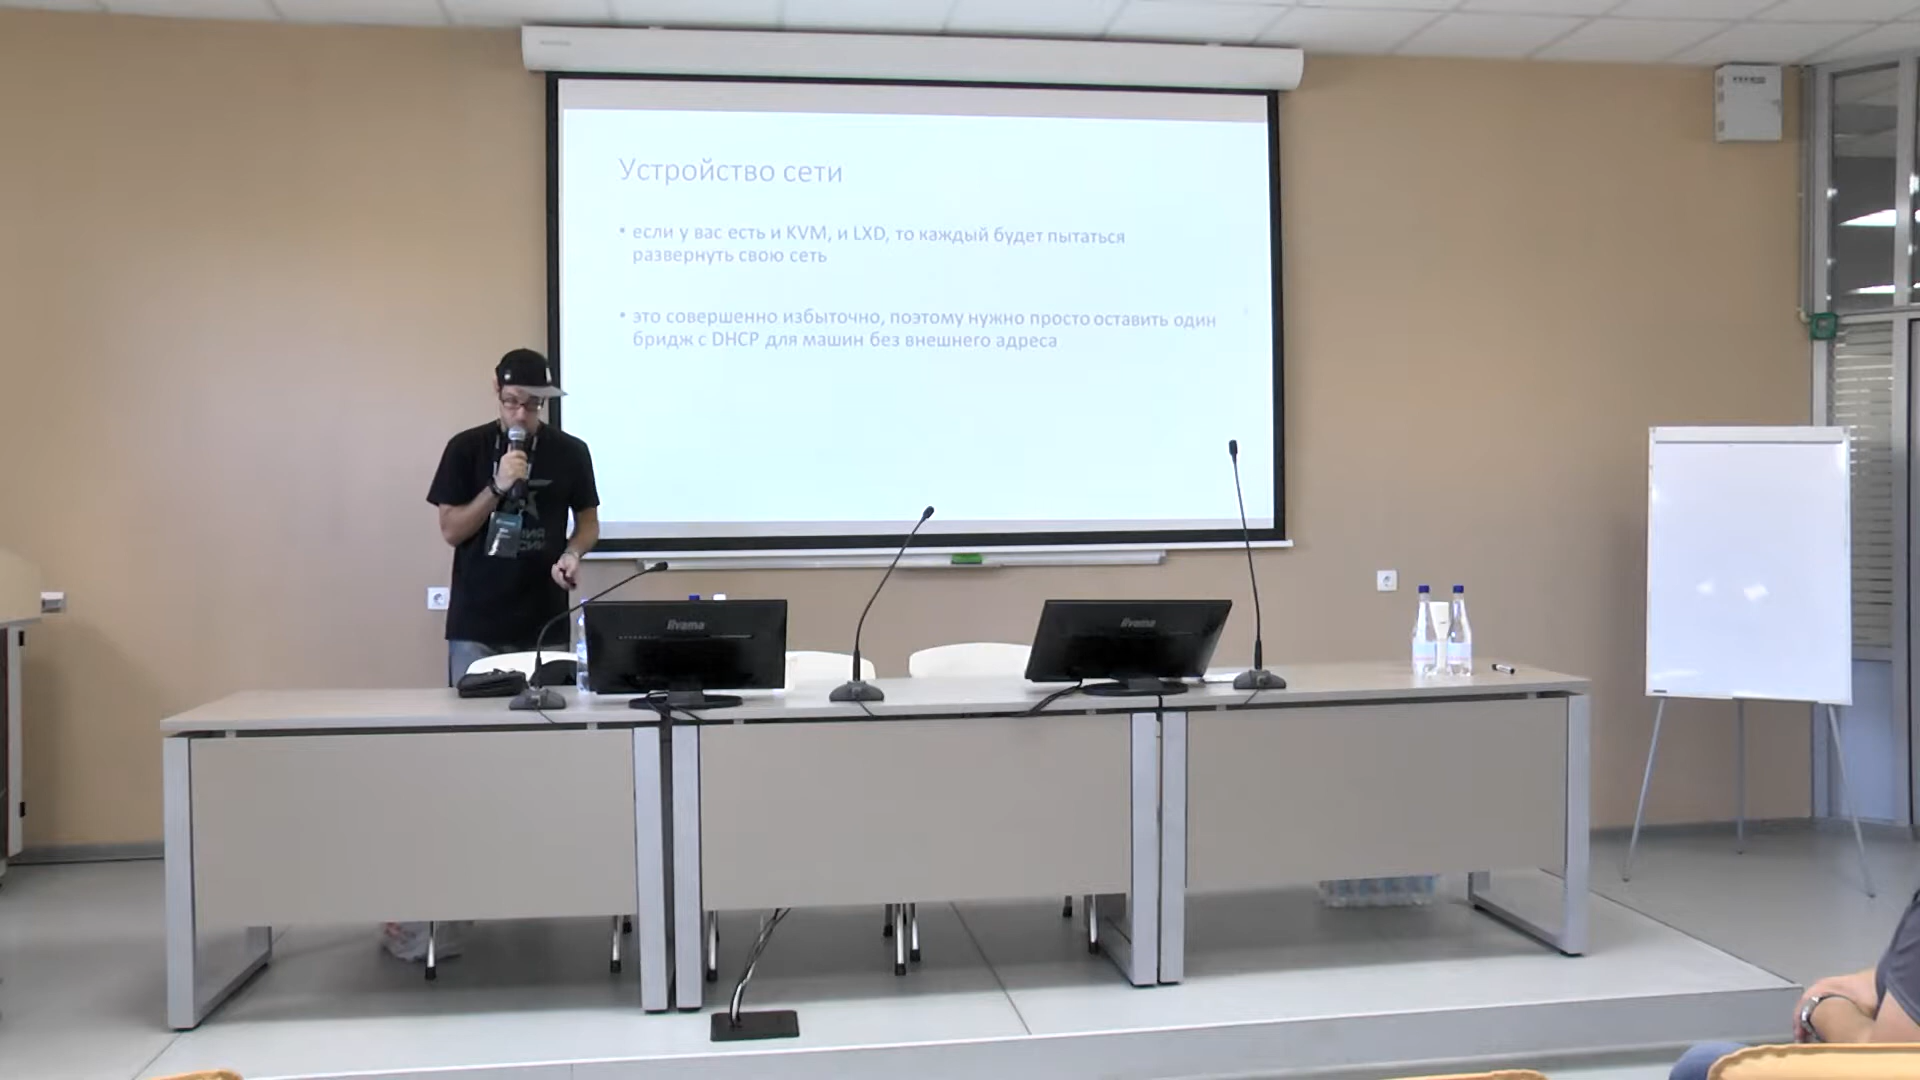 Устройство сети
• если у вас есть и KVM, и LXD, то каждый будет пытаться
развернуть свою сеть
• это совершенно избыточно, поэтому нужно просто оставить один
бридж с DHCP для машин без внешнего адреса
iiyama
iiyama